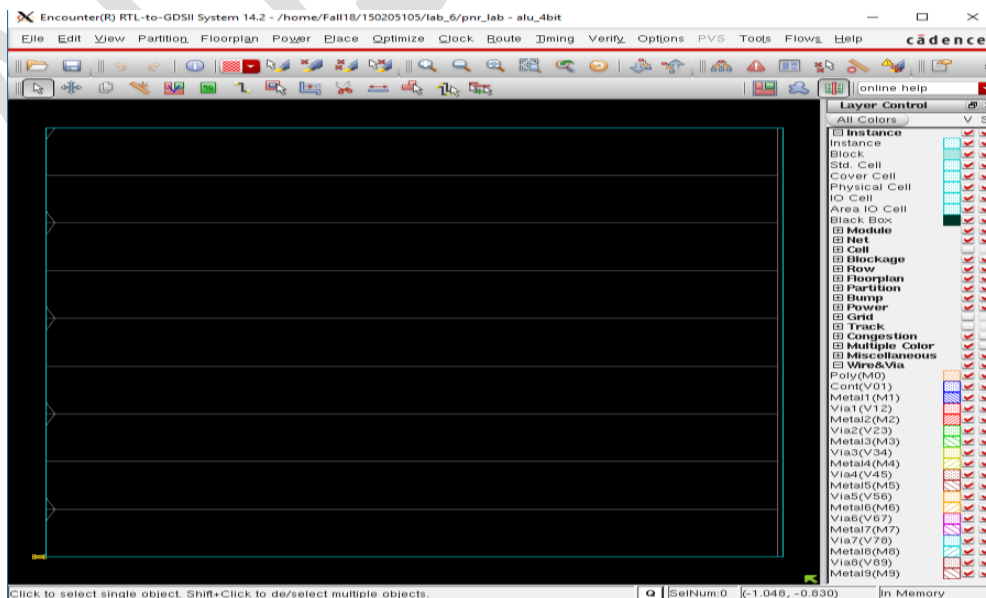 Encounter(R) RTL-to-GDSII System 14.2 - /home/Fall18/150205105/lab_6/pnr_lab - alu_4bit
File Edit View Partition Floorplan Power Place Optimize Clock Route Timing Verify Options PVS Tools Flows Help cādence
online help
Layer Control
All Colors V S
Instance
Instance
Block
Std. Cell
Cover Cell
Physical Cell
IO Cell
Area IO Cell
Black Box
Module
Net
Cell
Blockage
Row
Floorplan
Partition
Bump
Power
Grid
Track
Congestion
Multiple Color
Miscellaneous
Wire&Via
Poly(M0)
Cont(V01)
Metal1(M1)
Via1(V12)
Metal2(M2)
Via2(V23)
Metal3(M3)
Via3(V34)
Metal4(M4)
Via4(V45)
Metal5(M5)
Via5(V56)
Metal6(M6)
Via6(V67)
Metal7(M7)
Via7(V78)
Metal8(M8)
Via8(V89)
Metal9(M9)
Click to select single object. Shift+Click to de/select multiple objects. Q SelNum:0 (-1.048, -0.830) In Memory